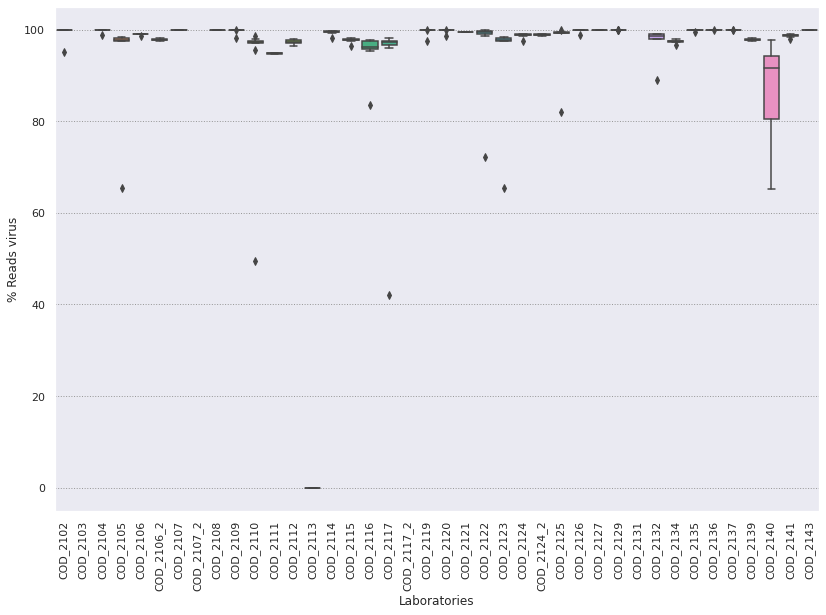 100
80
60
40
20
0
% Reads virus
COD_2102
COD_2103
COD_2104
COD_2105
COD_2106
COD_2106_2
COD_2107
COD_2107_2
COD_2108
COD_2109
COD_2110
COD_2111
COD_2112
COD_2113
COD_2114
COD_2115
COD_2116
COD_2117
COD_2117_2
COD_2119
COD_2120
COD_2121
COD_2122
COD_2123
COD_2124
COD_2124_2
COD_2125
COD_2126
COD_2127
COD_2129
COD_2131
COD_2132
COD_2134
COD_2135
COD_2136
COD_2137
COD_2139
COD_2140
COD_2141
COD_2143
Laboratories